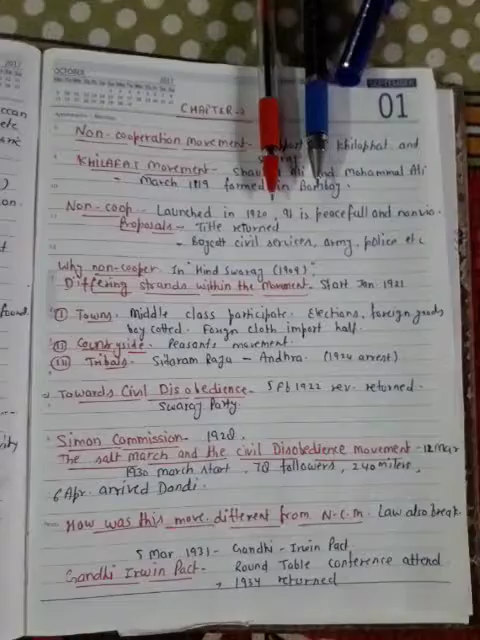 OCTOBER 2017
SEPTEMBER
01
CHAPTER-2
Non-cooperation movement - Khilaphat and
KHILAFAT movement - Ali and Mohammad Ali
- March 1919 formed in Bombay.
Non-coop - Launched in 1920, It is peacefull and nonvio.
Proposals - Title returned
- Boycott civil services, army, police etc
Why non-cooper In "Hind Swaraj (1909)".
Differing strands within the movement - Start Jan. 1921
(i) Towns. Middle class participate. Elections, foreign goods
boycotted. Foreign cloth import half.
(ii) Countryside. Peasants movement.
(iii) Tribals. Sitaram Raju - Andhra. (1924 arrest)
Towards Civil Disobedience - 5 Fb 1922 rev. returned.
Swaraj Party.
Simon Commission - 1928.
The salt march and the civil Disobedience movement - 12 Mar
1930 march start, 78 followers, 240 miles,
6 Apr. arrived Dandi.
How was this move. different from N.C.M. Law also break
5 Mar 1931 - Gandhi - Irwin Pact
Gandhi Irwin Pact - Round Table conference attend
, 1934 returned